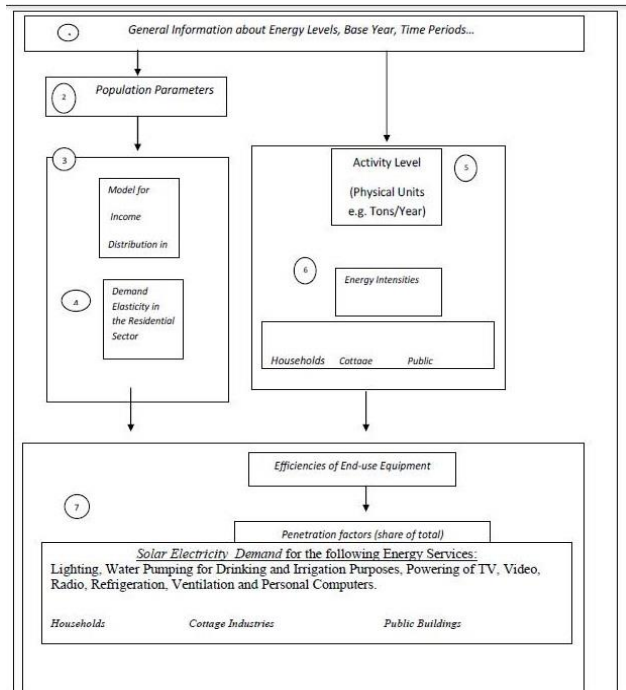 General Information about Energy Levels, Base Year, Time Periods...
2
Population Parameters
3
Model for
Income
Distribution in
Demand
Elasticity in
the Residential
Sector
Activity Level
(Physical Units
e.g. Tons/Year)
5
6
Energy Intensities
Households Cottage Public
Efficiencies of End-use Equipment
7
Penetration factors (share of total)
Solar Electricity Demand for the following Energy Services:
Lighting, Water Pumping for Drinking and Irrigation Purposes, Powering of TV, Video,
Radio, Refrigeration, Ventilation and Personal Computers.
Households Cottage Industries Public Buildings